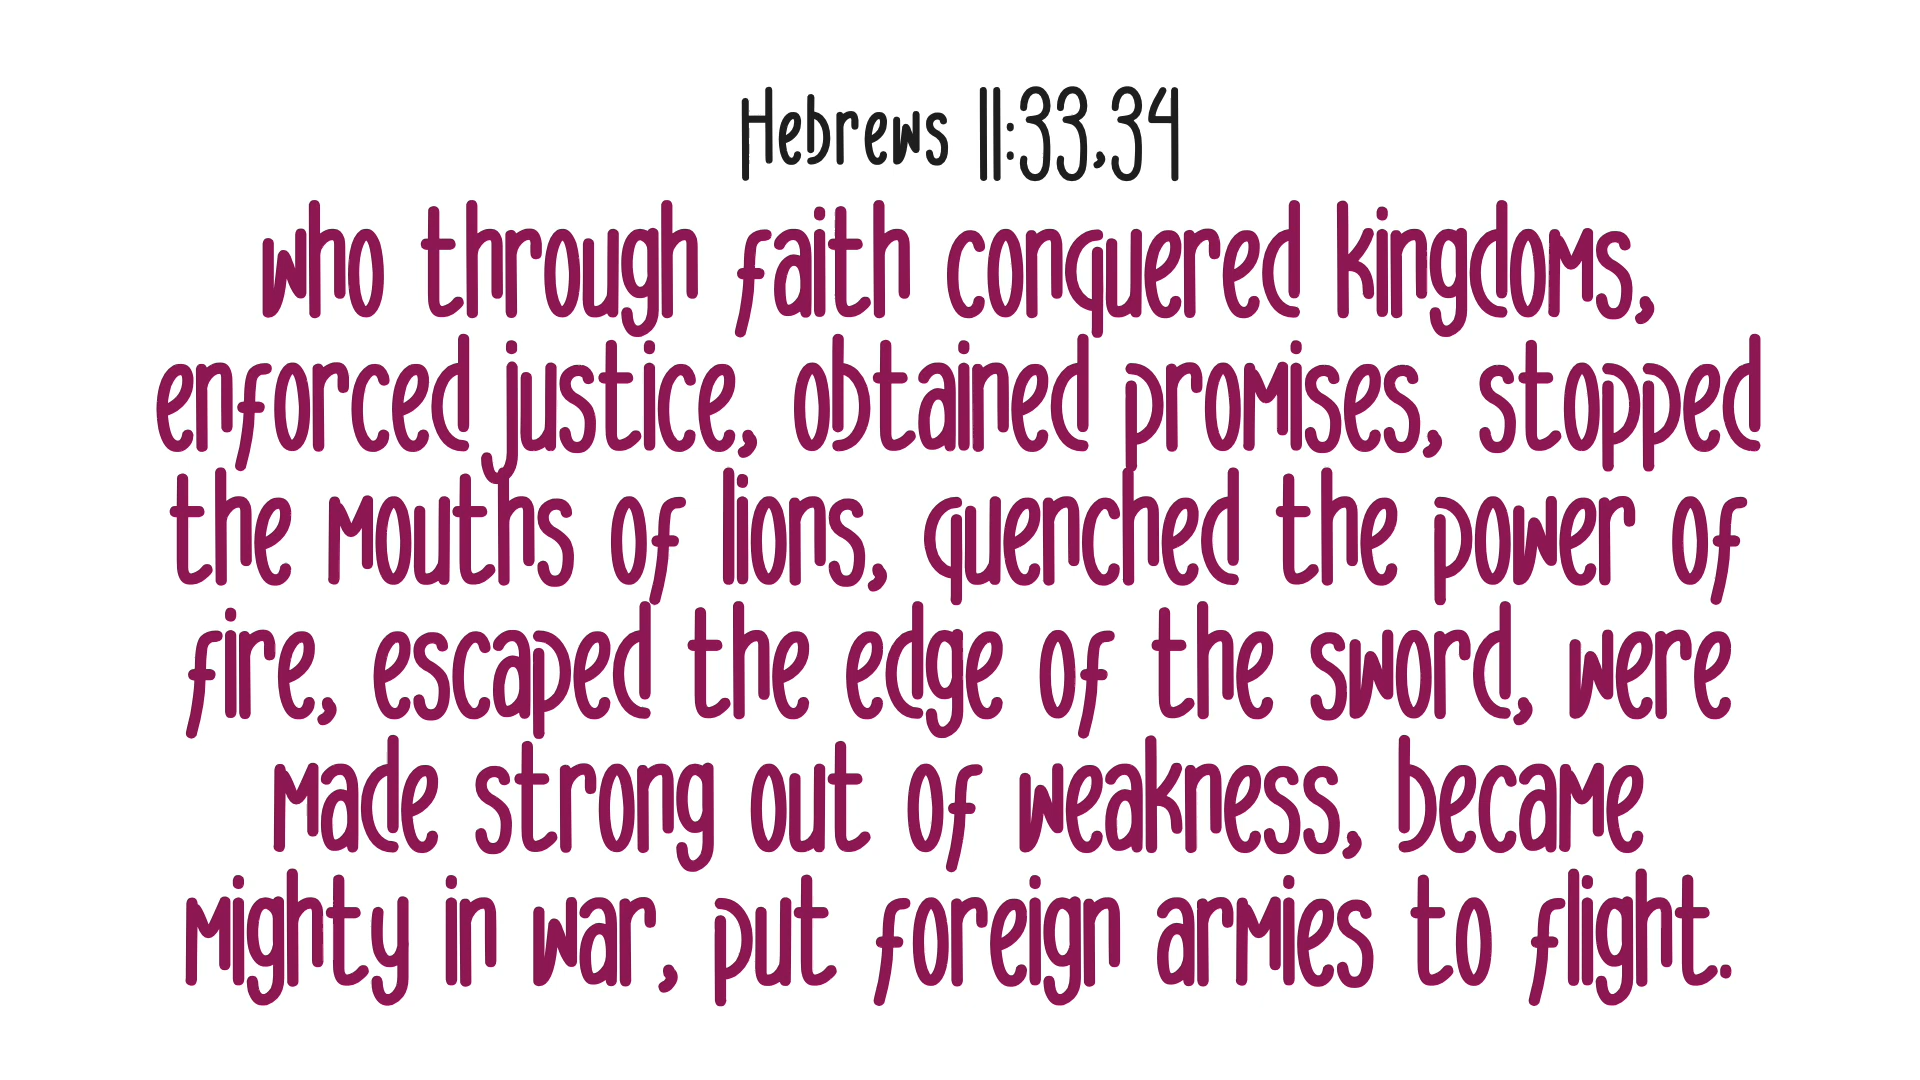 Hebrews 11:33,34
who through faith conquered kingdoms,
enforced justice, obtained promises, stopped
the mouths of lions, quenched the power of
fire, escaped the edge of the sword, were
made strong out of weakness, became
mighty in war, put foreign armies to flight.